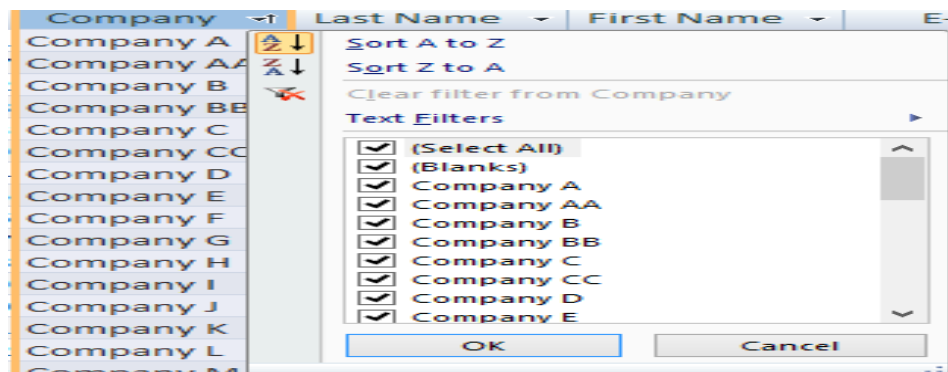 Company Last Name First Name E-
Company A
Company AA
Company B
Company BB
Company C
Company CC
Company D
Company E
Company F
Company G
Company H
Company I
Company J
Company K
Company L
Company M
Sort A to Z
Sort Z to A
Clear filter from Company
Text Filters
(Select All)
(Blanks)
Company A
Company AA
Company B
Company BB
Company C
Company CC
Company D
Company E
OK Cancel